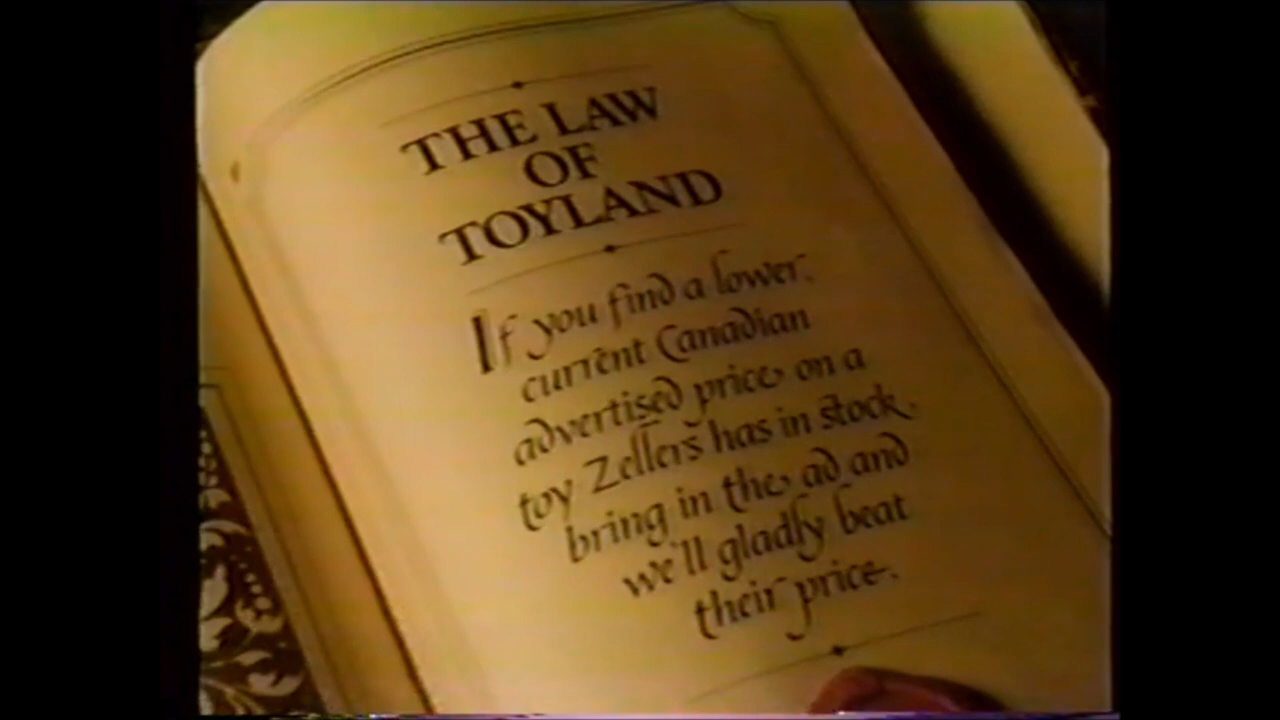 THE LAW
OF
TOYLAND
If you find a lower,
current Canadian
advertised price on a
toy Zellers has in stock,
bring in the ad and
we'll gladly beat
their price.